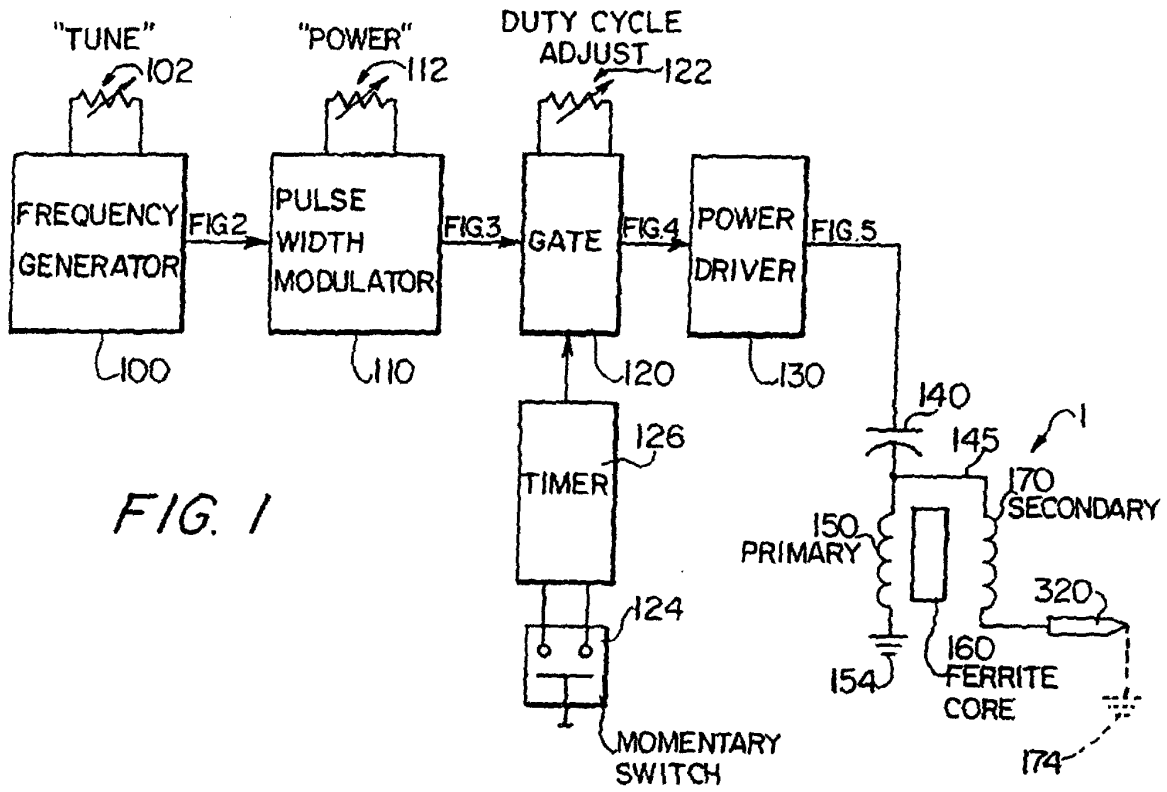 "TUNE"
102
"POWER"
112
DUTY CYCLE
ADJUST
122
FREQUENCY
GENERATOR
FIG.2
PULSE
WIDTH
MODULATOR
FIG.3
GATE
FIG.4
POWER
DRIVER
FIG.5
100
110
120
130
140
1
126
TIMER
145
170
SECONDARY
FIG. 1
150
PRIMARY
124
320
154
160
FERRITE
CORE
174
MOMENTARY
SWITCH